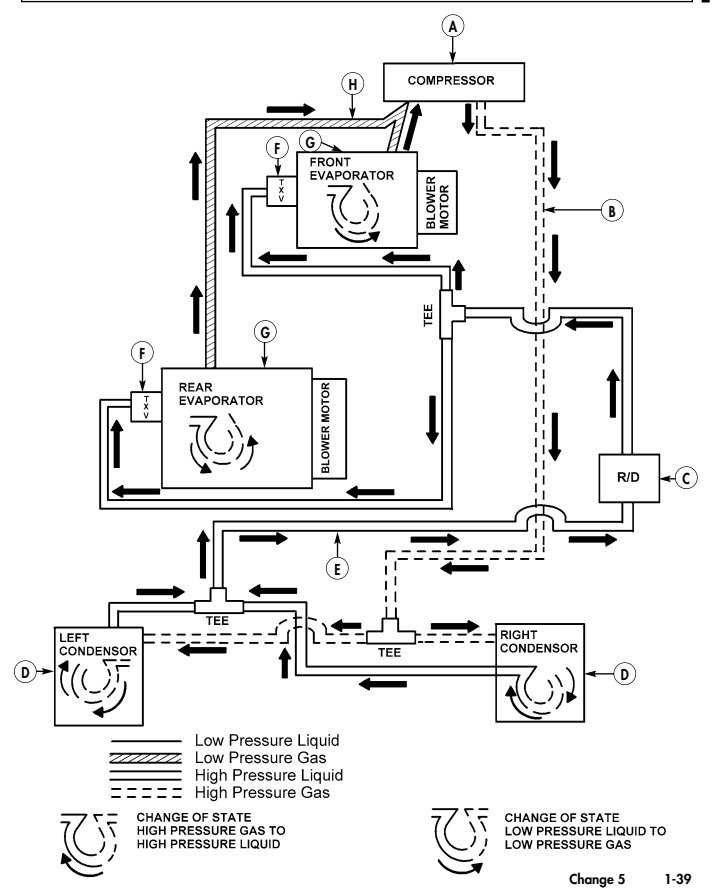 A
COMPRESSOR
H
G
F
FRONT
EVAPORATOR
TXV
BLOWER
MOTOR
B
TEE
G
F
REAR
EVAPORATOR
TXV
BLOWER MOTOR
R/D
C
E
TEE
TEE
LEFT
CONDENSOR
RIGHT
CONDENSOR
D
D
Low Pressure Liquid
Low Pressure Gas
High Pressure Liquid
High Pressure Gas
CHANGE OF STATE
HIGH PRESSURE GAS TO
HIGH PRESSURE LIQUID
CHANGE OF STATE
LOW PRESSURE LIQUID TO
LOW PRESSURE GAS
Change 5 1-39